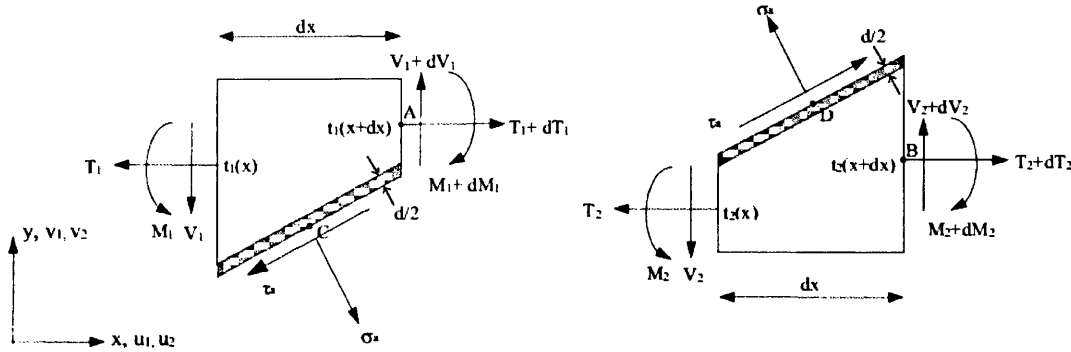 dx
V₁+ dV₁
A
t₁(x+dx)
T₁+ dT₁
T₁
t₁(x)
M₁+ dM₁
d/2
M₁
V₁
C
τₐ
σₐ
y, v₁, v₂
x, u₁, u₂
σₐ
d/2
τₐ
D
V₂+dV₂
B
t₂(x+dx)
T₂+dT₂
T₂
t₂(x)
M₂+dM₂
M₂
V₂
dx